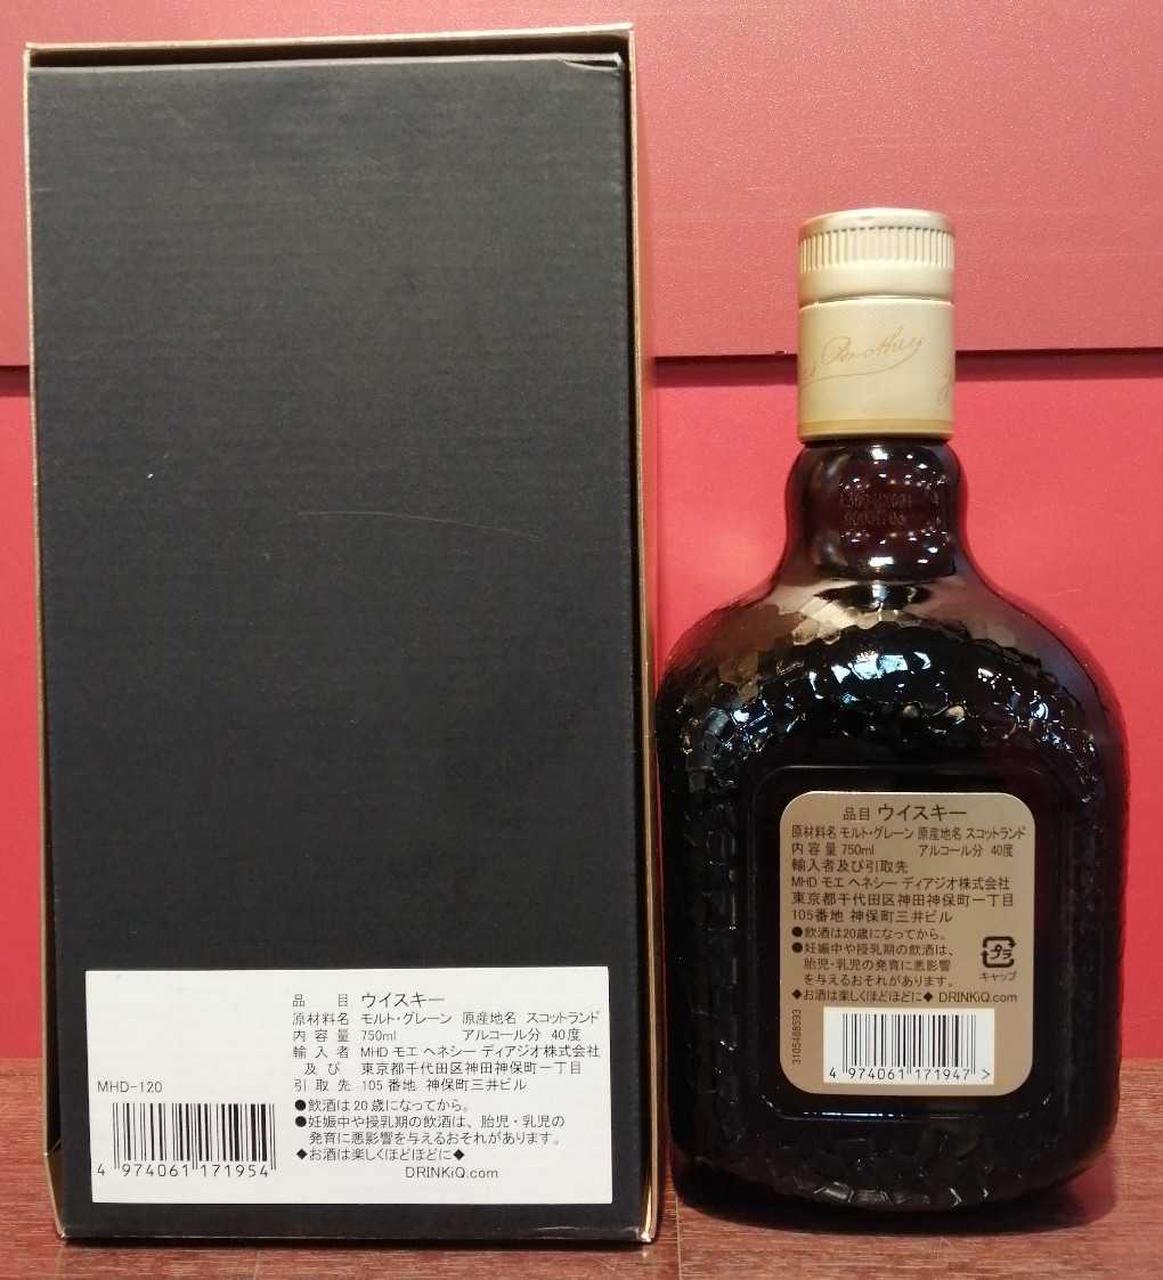 品目 ウイスキー
原材料名 モルト・グレーン 原産地名 スコットランド
内容量 750ml アルコール分 40度
輸入者 MHD モエ ヘネシー ディアジオ株式会社
及び 東京都千代田区神田神保町一丁目
引取先 105番地 神保町三井ビル
●飲酒は20歳になってから。
●妊娠中や授乳期の飲酒は、胎児・乳児の
発育に悪影響を与えるおそれがあります。
◆お酒は楽しくほどほどに◆
DRINKiQ.com
MHD-120
4 974061 171954
品目 ウイスキー
原材料名 モルト・グレーン 原産地名 スコットランド
内容量 750ml アルコール分 40度
輸入者及び引取先
MHD モエ ヘネシー ディアジオ株式会社
東京都千代田区神田神保町一丁目
105番地 神保町三井ビル
●飲酒は20歳になってから。
●妊娠中や授乳期の飲酒は、
胎児・乳児の発育に悪影響
を与えるおそれがあります。
プラ
キャップ
◆お酒は楽しくほどほどに◆ DRINKiQ.com
4 974061 171947 >